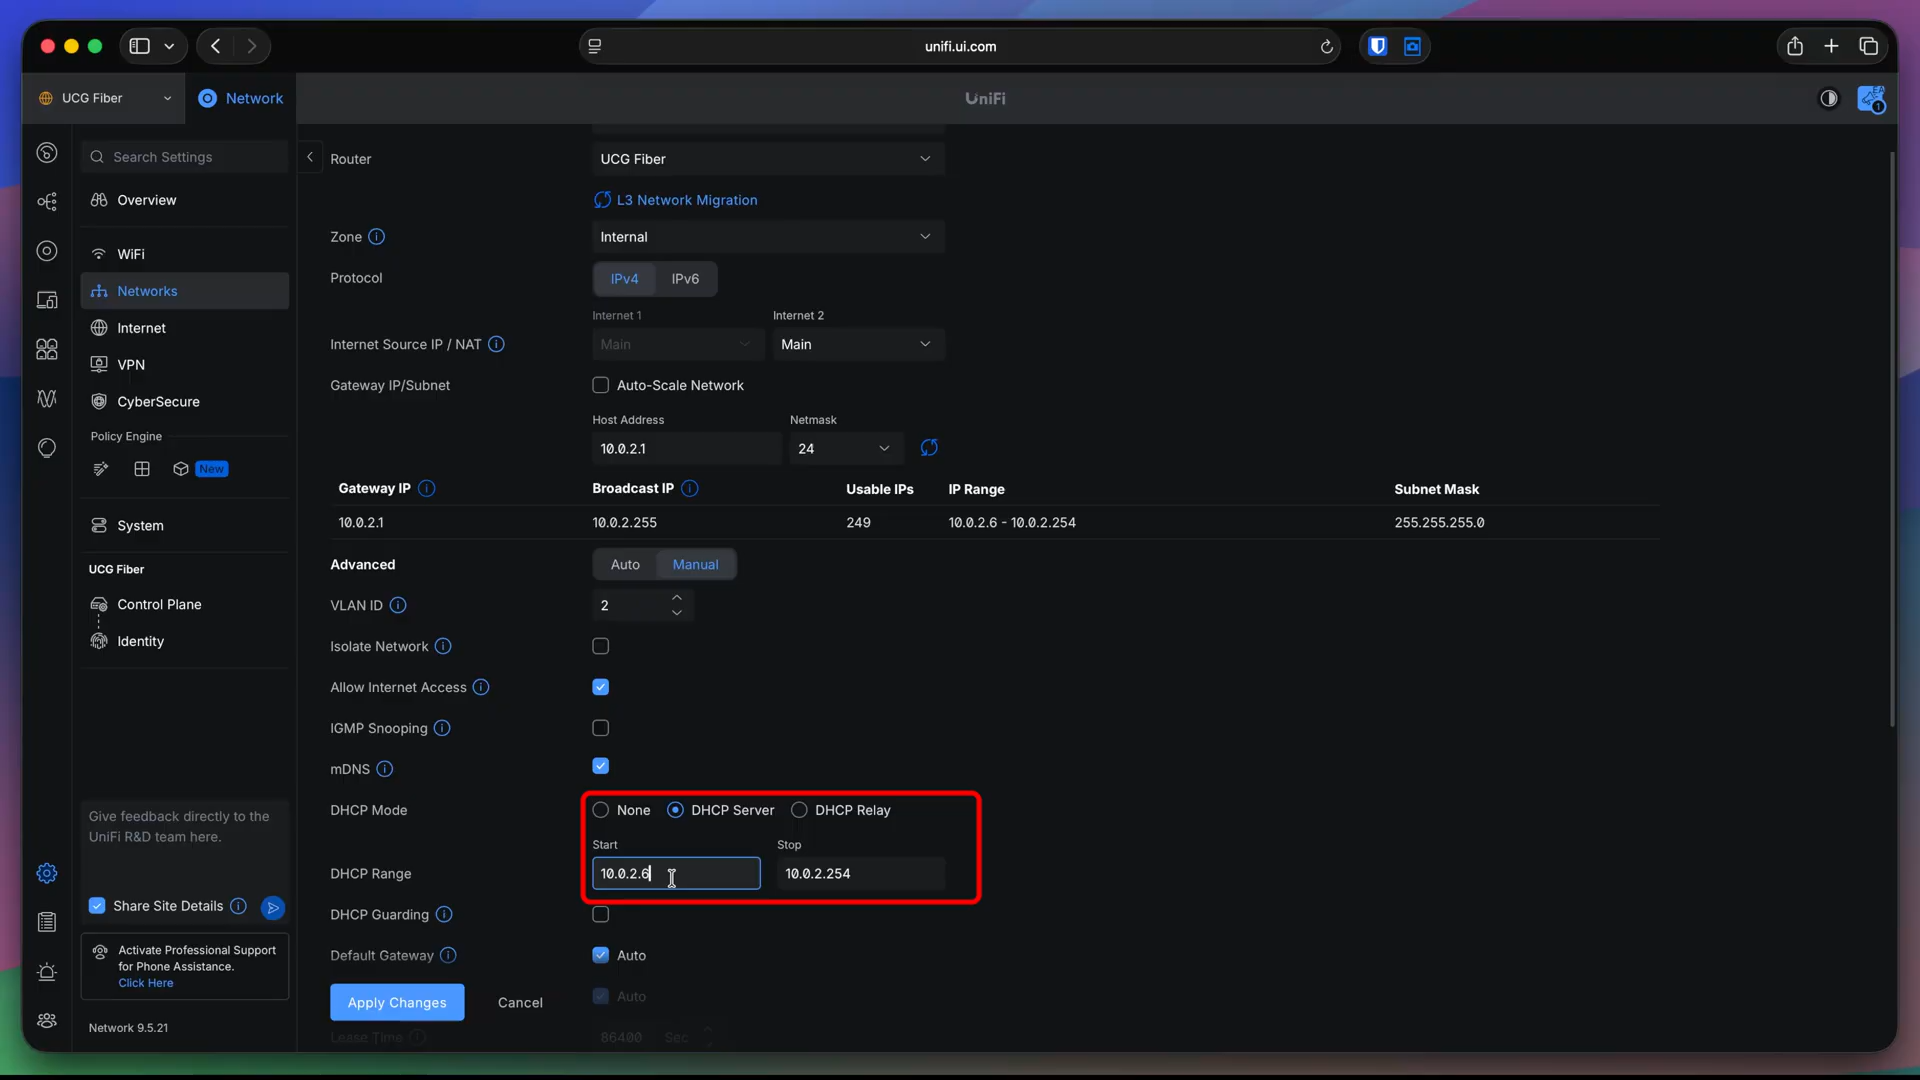 unifi.ui.com
UCG Fiber
Network
UniFi
1
Search Settings
Overview
WiFi
Networks
Internet
VPN
CyberSecure
Policy Engine
New
System
UCG Fiber
Control Plane
Identity
Give feedback directly to the
UniFi R&D team here.
Share Site Details
Activate Professional Support
for Phone Assistance.
Click Here
Network 9.5.21
Router
UCG Fiber
L3 Network Migration
Zone
Internal
Protocol
IPv4 IPv6
Internet 1 Internet 2
Internet Source IP / NAT
Main Main
Gateway IP/Subnet
Auto-Scale Network
Host Address Netmask
10.0.2.1 24
Gateway IP Broadcast IP Usable IPs IP Range Subnet Mask
10.0.2.1 10.0.2.255 249 10.0.2.6 - 10.0.2.254 255.255.255.0
Advanced Auto Manual
VLAN ID 2
Isolate Network
Allow Internet Access
IGMP Snooping
mDNS
DHCP Mode None DHCP Server DHCP Relay
Start Stop
DHCP Range 10.0.2.6 10.0.2.254
DHCP Guarding
Default Gateway Auto
Auto
Apply Changes Cancel
Lease Time 86400 Sec